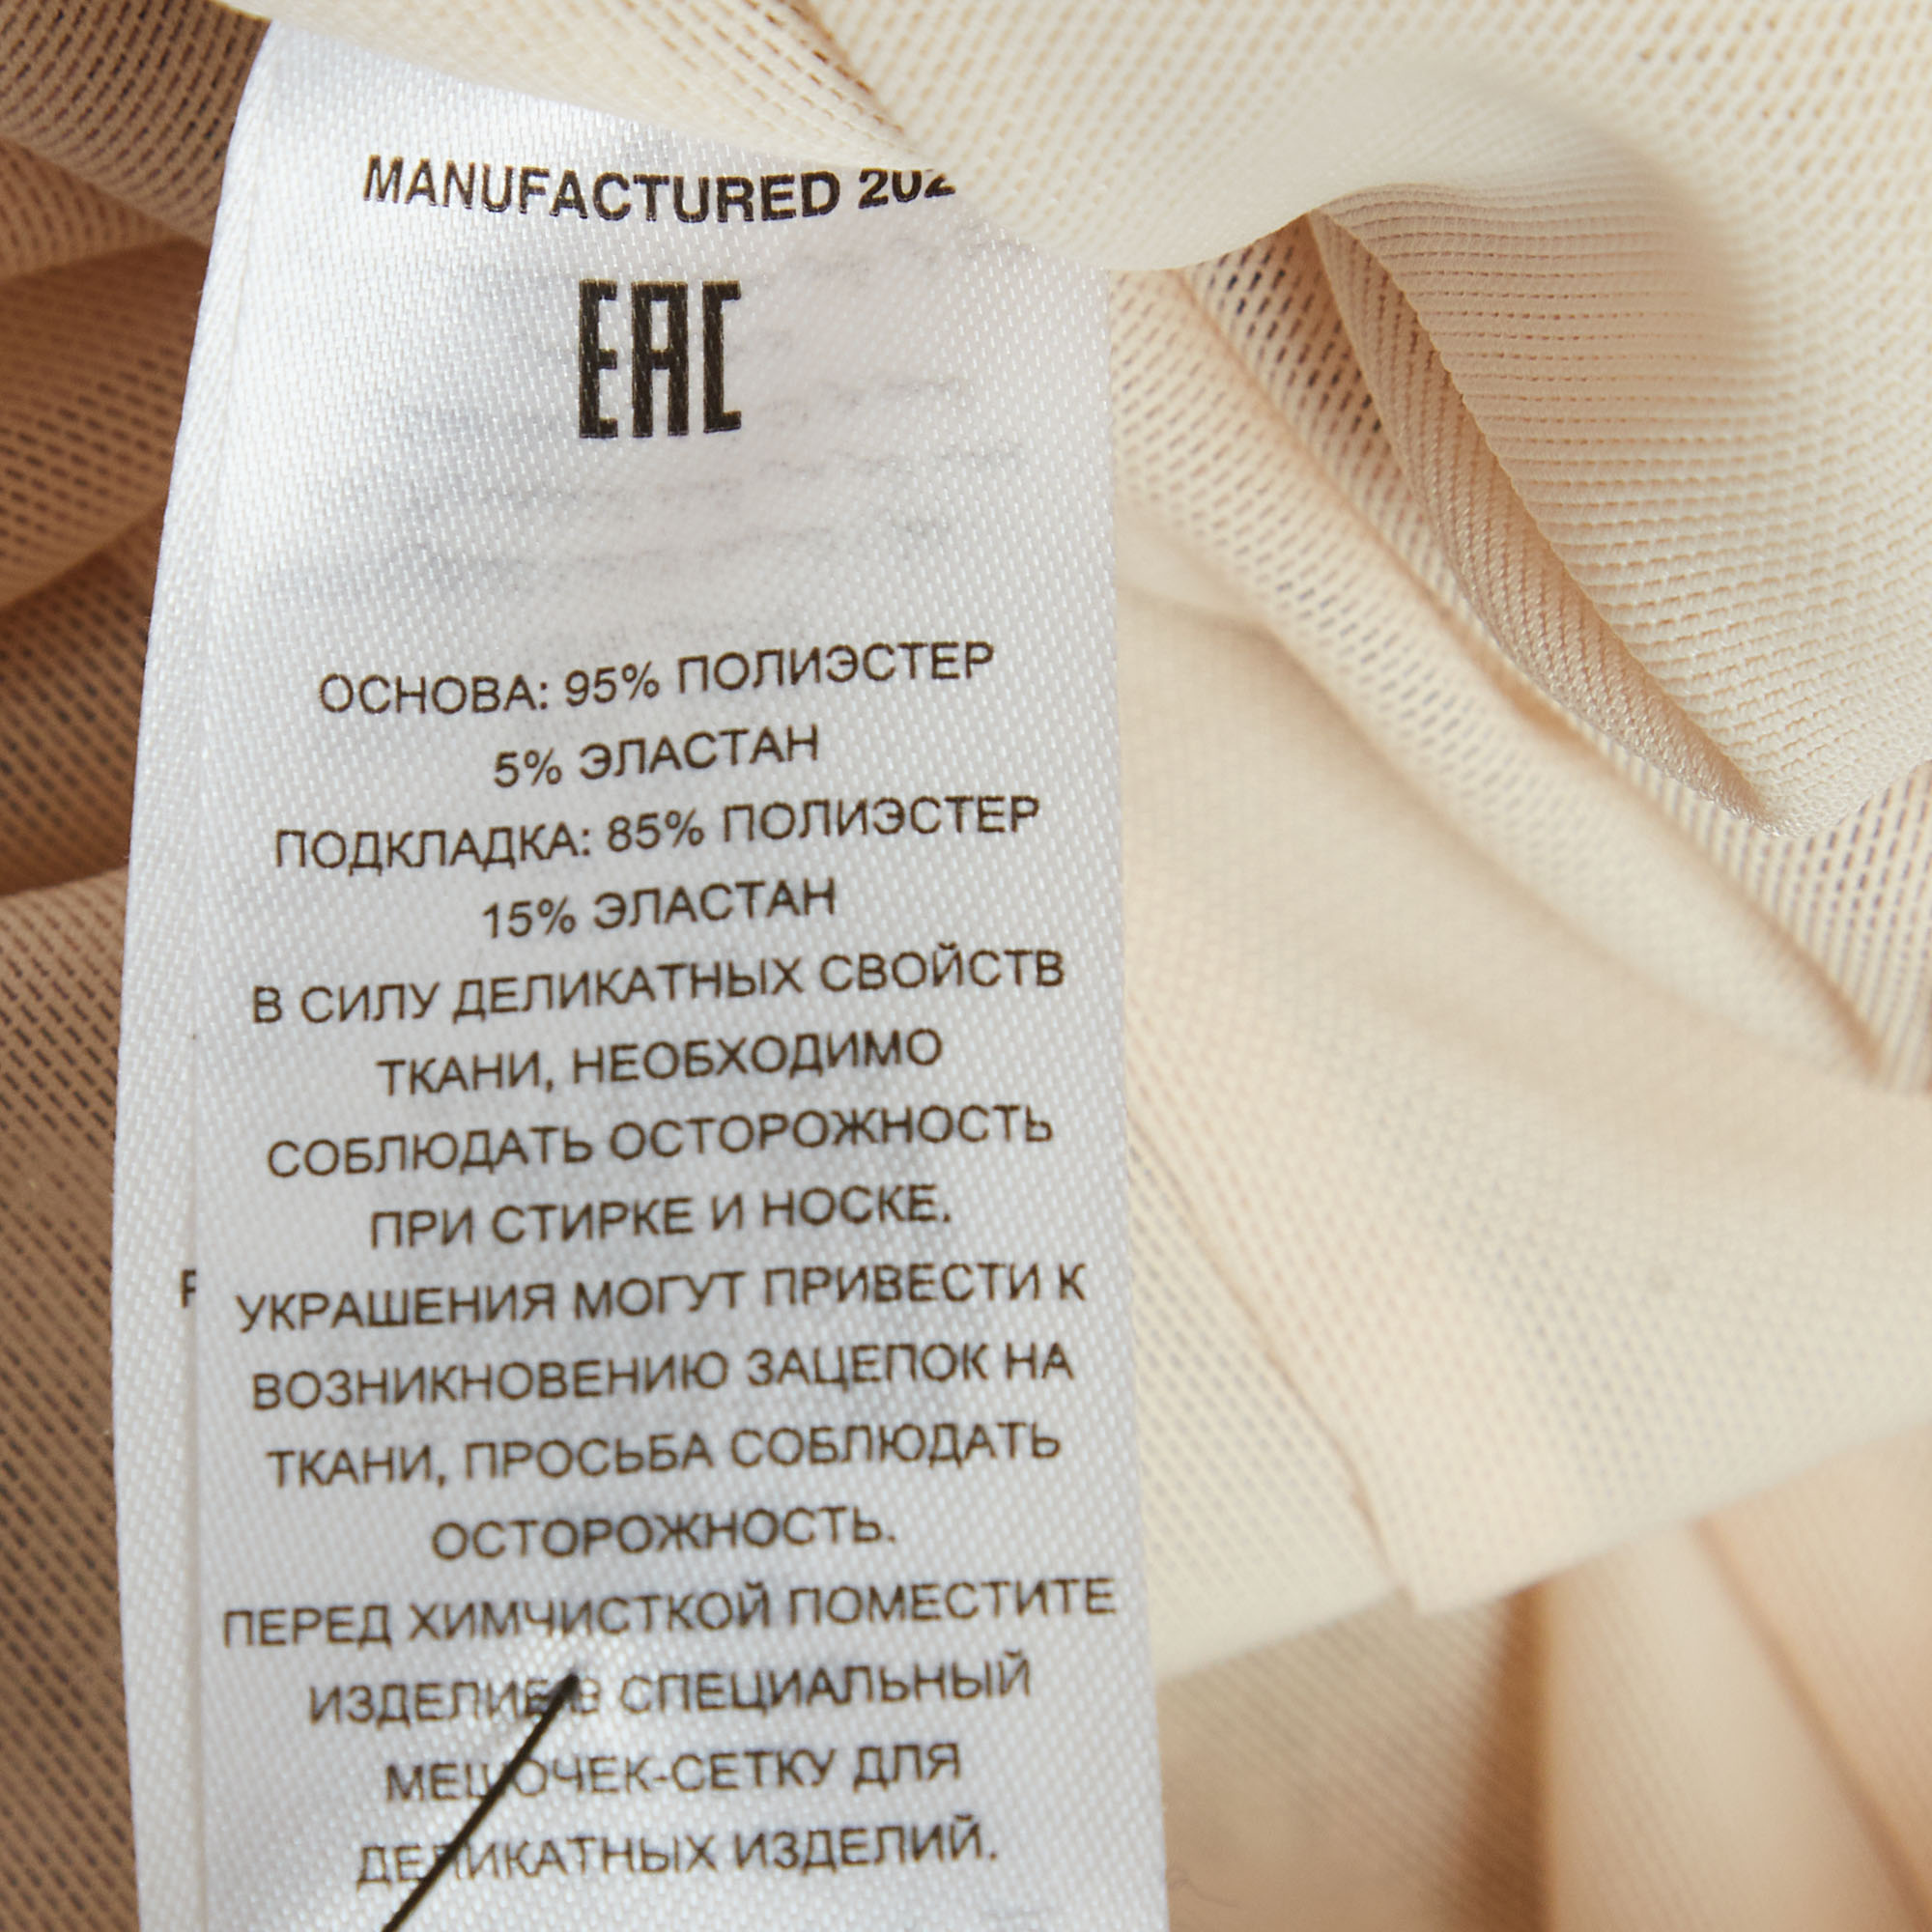 MANUFACTURED 202
EAC
ОСНОВА: 95% ПОЛИЭСТЕР
5% ЭЛАСТАН
ПОДКЛАДКА: 85% ПОЛИЭСТЕР
15% ЭЛАСТАН
В СИЛУ ДЕЛИКАТНЫХ СВОЙСТВ
ТКАНИ, НЕОБХОДИМО
СОБЛЮДАТЬ ОСТОРОЖНОСТЬ
ПРИ СТИРКЕ И НОСКЕ.
УКРАШЕНИЯ МОГУТ ПРИВЕСТИ К
ВОЗНИКНОВЕНИЮ ЗАЦЕПОК НА
ТКАНИ, ПРОСЬБА СОБЛЮДАТЬ
ОСТОРОЖНОСТЬ.
ПЕРЕД ХИМЧИСТКОЙ ПОМЕСТИТЕ
ИЗДЕЛИЕ В СПЕЦИАЛЬНЫЙ
МЕШОЧЕК-СЕТКУ ДЛЯ
ДЕЛИКАТНЫХ ИЗДЕЛИЙ.